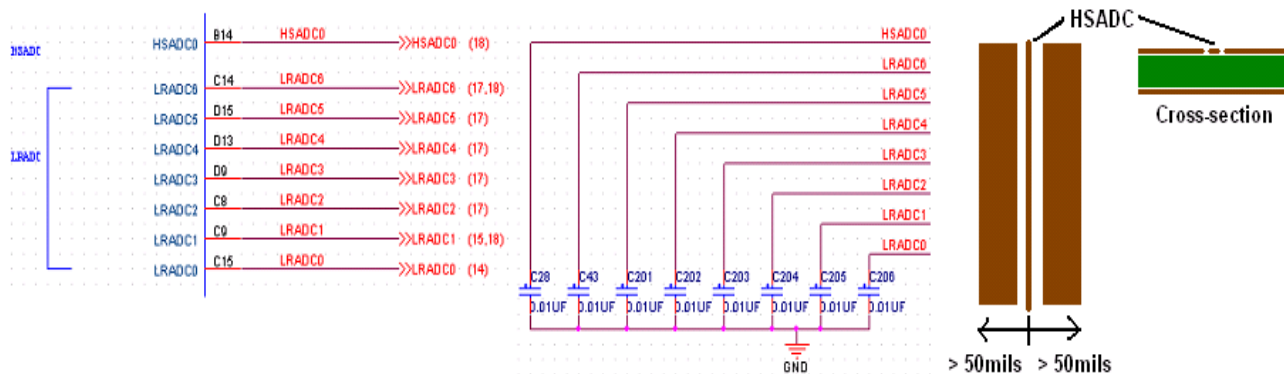 HSADC
LRADC
HSADC0 B14 HSADC0 HSADC0 (18)
LRADC6 C14 LRADC6 LRADC6 (17,18)
LRADC5 D15 LRADC5 LRADC5 (17)
LRADC4 D13 LRADC4 LRADC4 (17)
LRADC3 D9 LRADC3 LRADC3 (17)
LRADC2 C8 LRADC2 LRADC2 (17)
LRADC1 C9 LRADC1 LRADC1 (15,18)
LRADC0 C15 LRADC0 LRADC0 (14)
HSADC0
LRADC6
LRADC5
LRADC4
LRADC3
LRADC2
LRADC1
LRADC0
C28 C43 C201 C202 C203 C204 C205 C206
0.01UF 0.01UF 0.01UF 0.01UF 0.01UF 0.01UF 0.01UF 0.01UF
GND
HSADC
Cross-section
> 50mils > 50mils